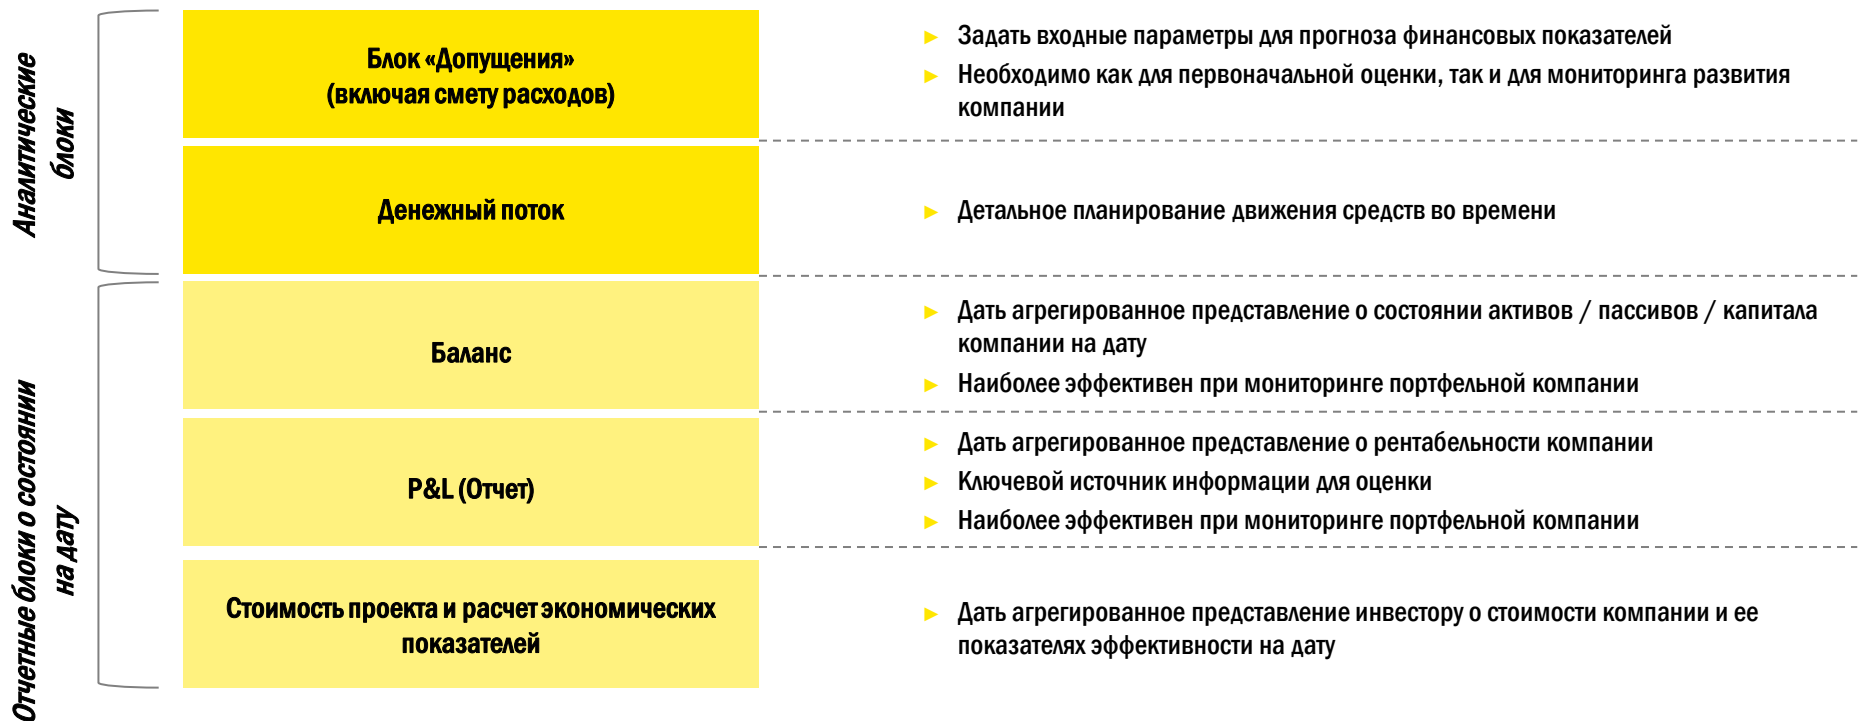 Аналитические
блоки
Блок «Допущения»
(включая смету расходов)
► Задать входные параметры для прогноза финансовых показателей
► Необходимо как для первоначальной оценки, так и для мониторинга развития
компании
Денежный поток
► Детальное планирование движения средств во времени
Отчетные блоки о состоянии
на дату
Баланс
► Дать агрегированное представление о состоянии активов / пассивов / капитала
компании на дату
► Наиболее эффективен при мониторинге портфельной компании
P&L (Отчет)
► Дать агрегированное представление о рентабельности компании
► Ключевой источник информации для оценки
► Наиболее эффективен при мониторинге портфельной компании
Стоимость проекта и расчет экономических
показателей
► Дать агрегированное представление инвестору о стоимости компании и ее
показателях эффективности на дату